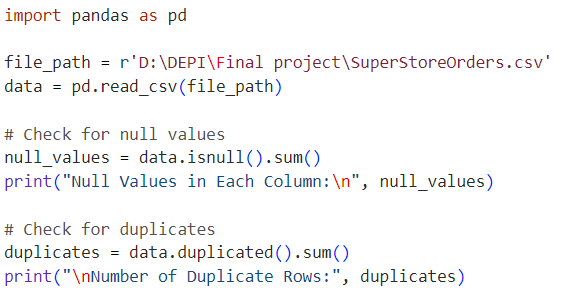 import pandas as pd
file_path = r'D:\DEPI\Final project\SuperStoreOrders.csv'
data = pd.read_csv(file_path)
# Check for null values
null_values = data.isnull().sum()
print("Null Values in Each Column:\n", null_values)
# Check for duplicates
duplicates = data.duplicated().sum()
print("\nNumber of Duplicate Rows:", duplicates)